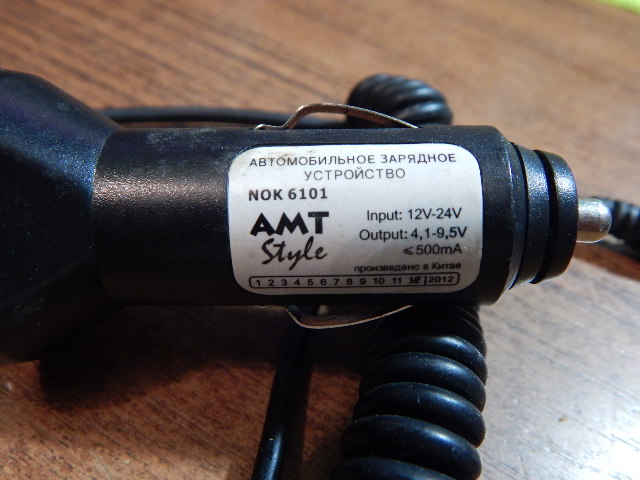 АВТОМОБИЛЬНОЕ ЗАРЯДНОЕ
УСТРОЙСТВО
NOK 6101
AMT
Style
Input: 12V-24V
Output: 4,1-9,5V
≤500mA
произведено в Китае
1 2 3 4 5 6 7 8 9 10 11 12 2012